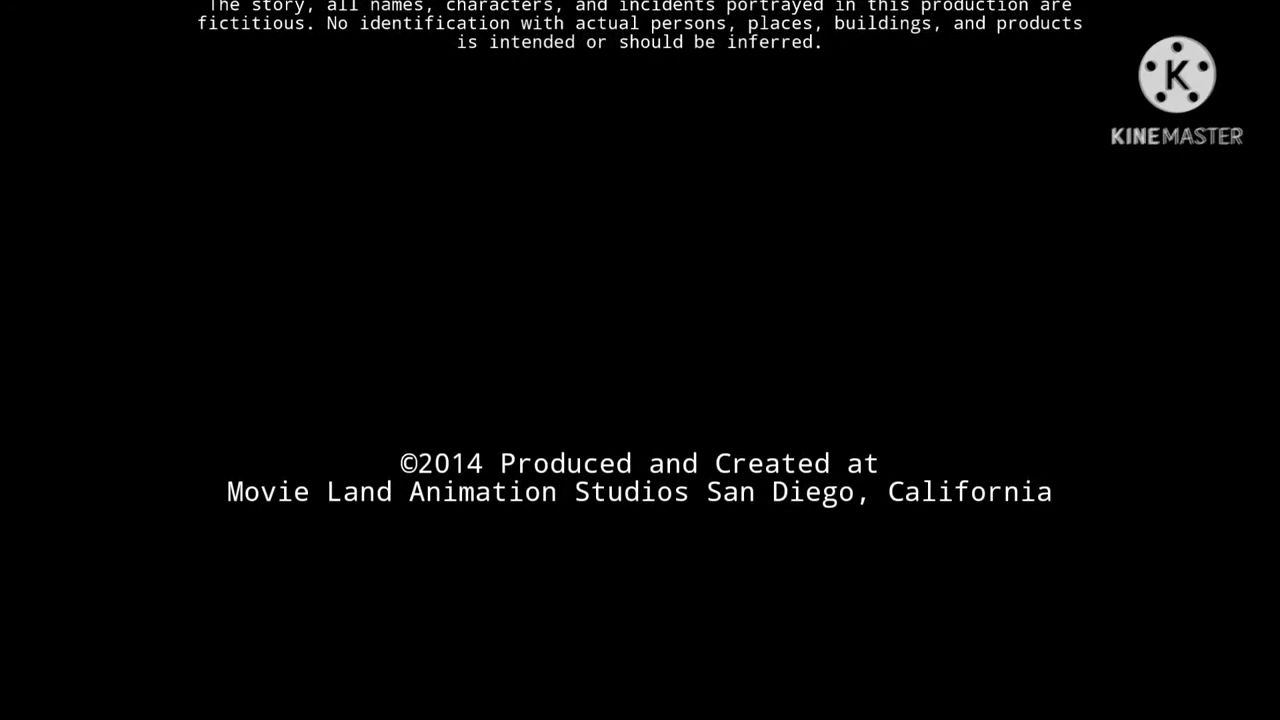 The story, all names, characters, and incidents portrayed in this production are
fictitious. No identification with actual persons, places, buildings, and products
is intended or should be inferred.
K
KINEMASTER
©2014 Produced and Created at
Movie Land Animation Studios San Diego, California